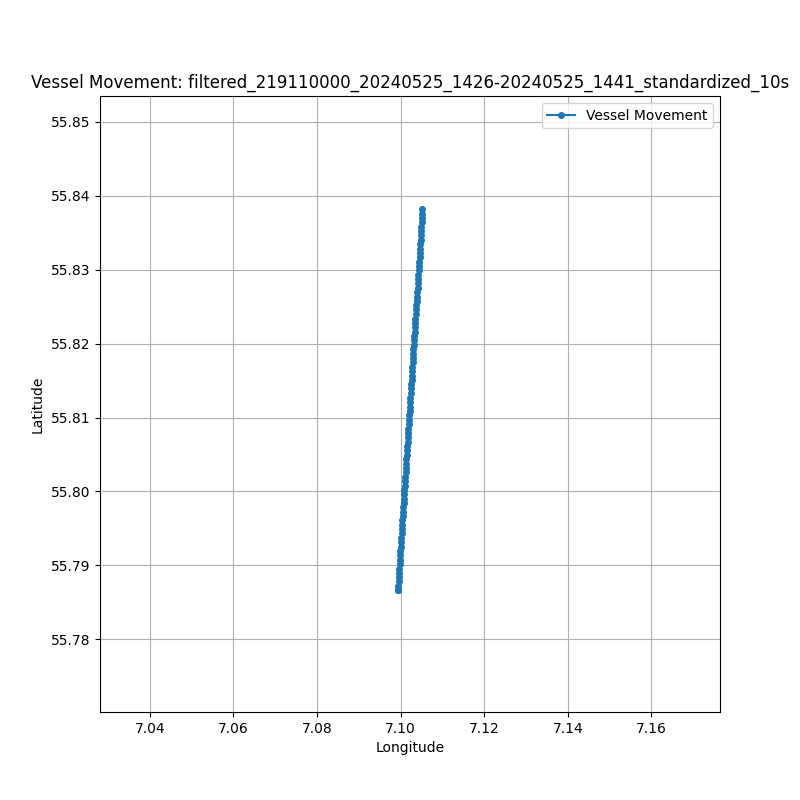 Vessel Movement: filtered_219110000_20240525_1426-20240525_1441_standardized_10s
Vessel Movement
55.85
55.84
55.83
55.82
55.81
55.80
55.79
55.78
Latitude
7.04 7.06 7.08 7.10 7.12 7.14 7.16
Longitude